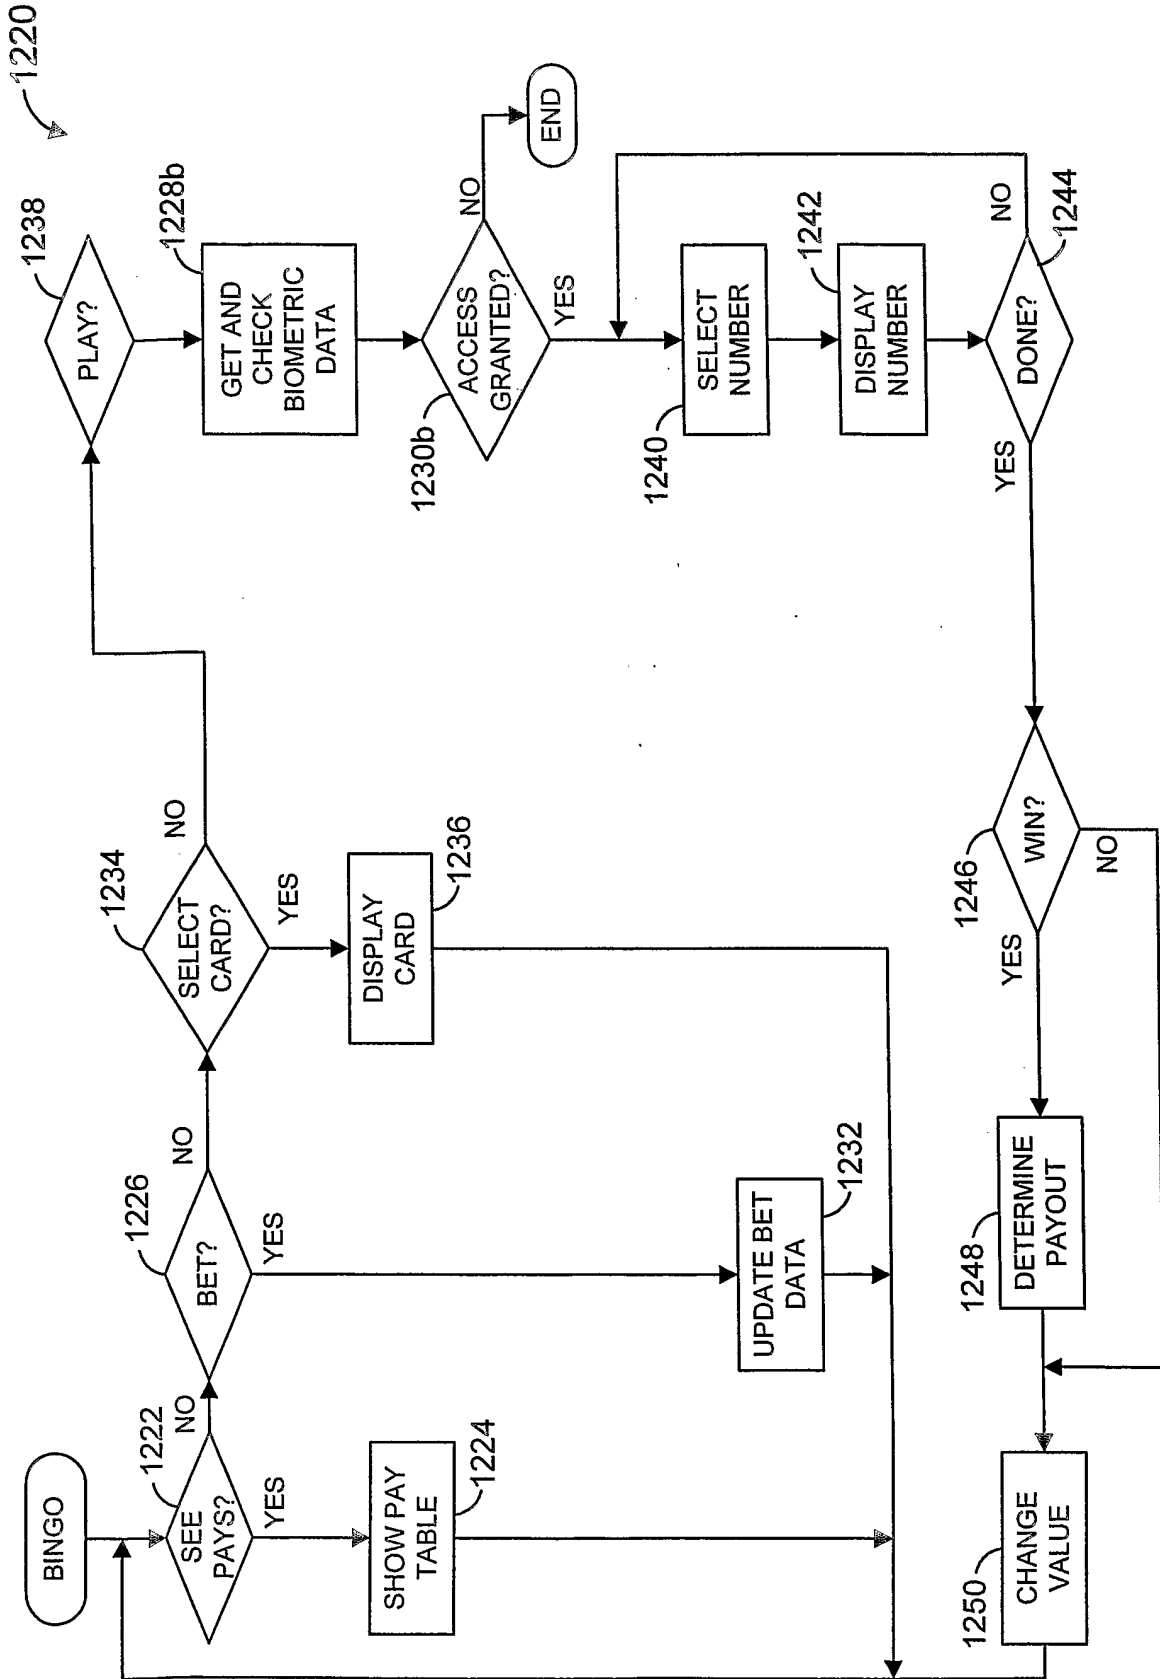 1220
BINGO
SEE
PAYS?
1222
NO
YES
SHOW PAY
TABLE
1224
BET?
1226
NO
YES
UPDATE BET
DATA
1232
SELECT
CARD?
1234
NO
YES
DISPLAY
CARD
1236
PLAY?
1238
GET AND
CHECK
BIOMETRIC
DATA
1228b
ACCESS
GRANTED?
1230b
NO
END
YES
SELECT
NUMBER
1240
DISPLAY
NUMBER
1242
DONE?
1244
NO
YES
WIN?
1246
NO
YES
DETERMINE
PAYOUT
1248
CHANGE
VALUE
1250